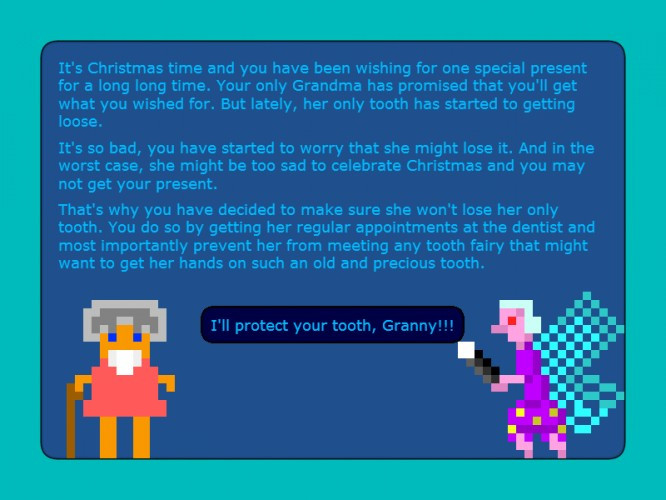 It's Christmas time and you have been wishing for one special present
for a long long time. Your only Grandma has promised that you'll get
what you wished for. But lately, her only tooth has started to getting
loose.
It's so bad, you have started to worry that she might lose it. And in the
worst case, she might be too sad to celebrate Christmas and you may
not get your present.
That's why you have decided to make sure she won't lose her only
tooth. You do so by getting her regular appointments at the dentist and
most importantly prevent her from meeting any tooth fairy that might
want to get her hands on such an old and precious tooth.
I'll protect your tooth, Granny!!!